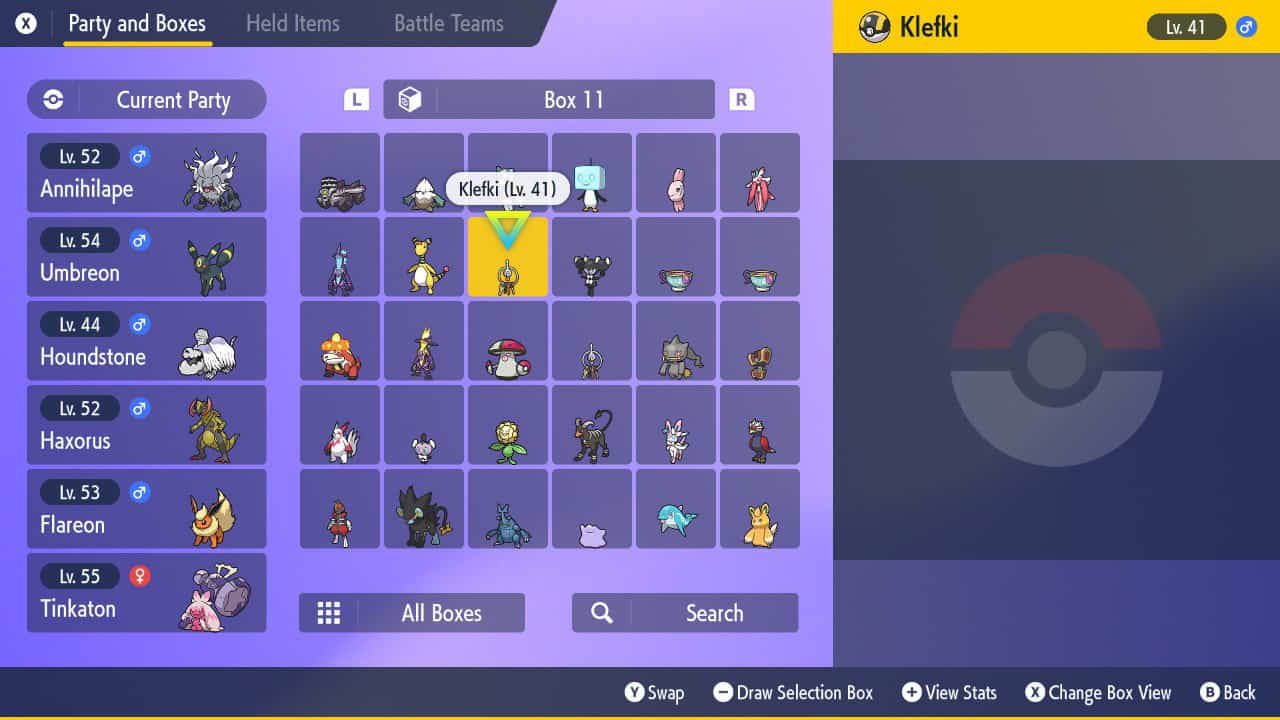 X Party and Boxes Held Items Battle Teams
Klefki Lv. 41 ♂
Current Party
L Box 11 R
Lv. 52 ♂
Annihilape
Klefki (Lv. 41)
Lv. 54 ♂
Umbreon
Lv. 44 ♂
Houndstone
Lv. 52 ♂
Haxorus
Lv. 53 ♂
Flareon
Lv. 55 ♀
Tinkaton
All Boxes Search
Y Swap − Draw Selection Box + View Stats X Change Box View B Back